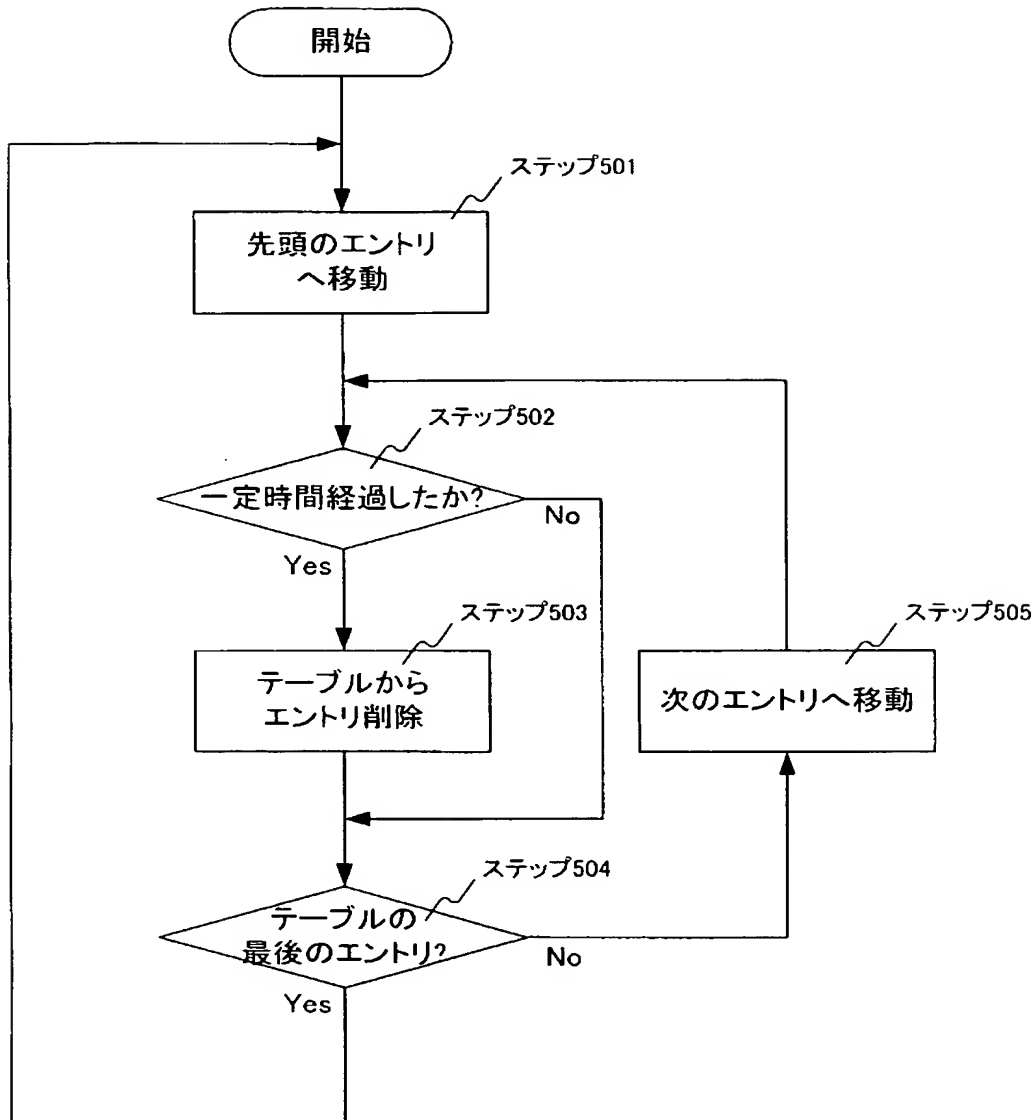 開始
ステップ501
先頭のエントリ
へ移動
ステップ502
一定時間経過したか?
No
Yes
ステップ503
テーブルから
エントリ削除
ステップ505
次のエントリへ移動
ステップ504
テーブルの
最後のエントリ?
No
Yes